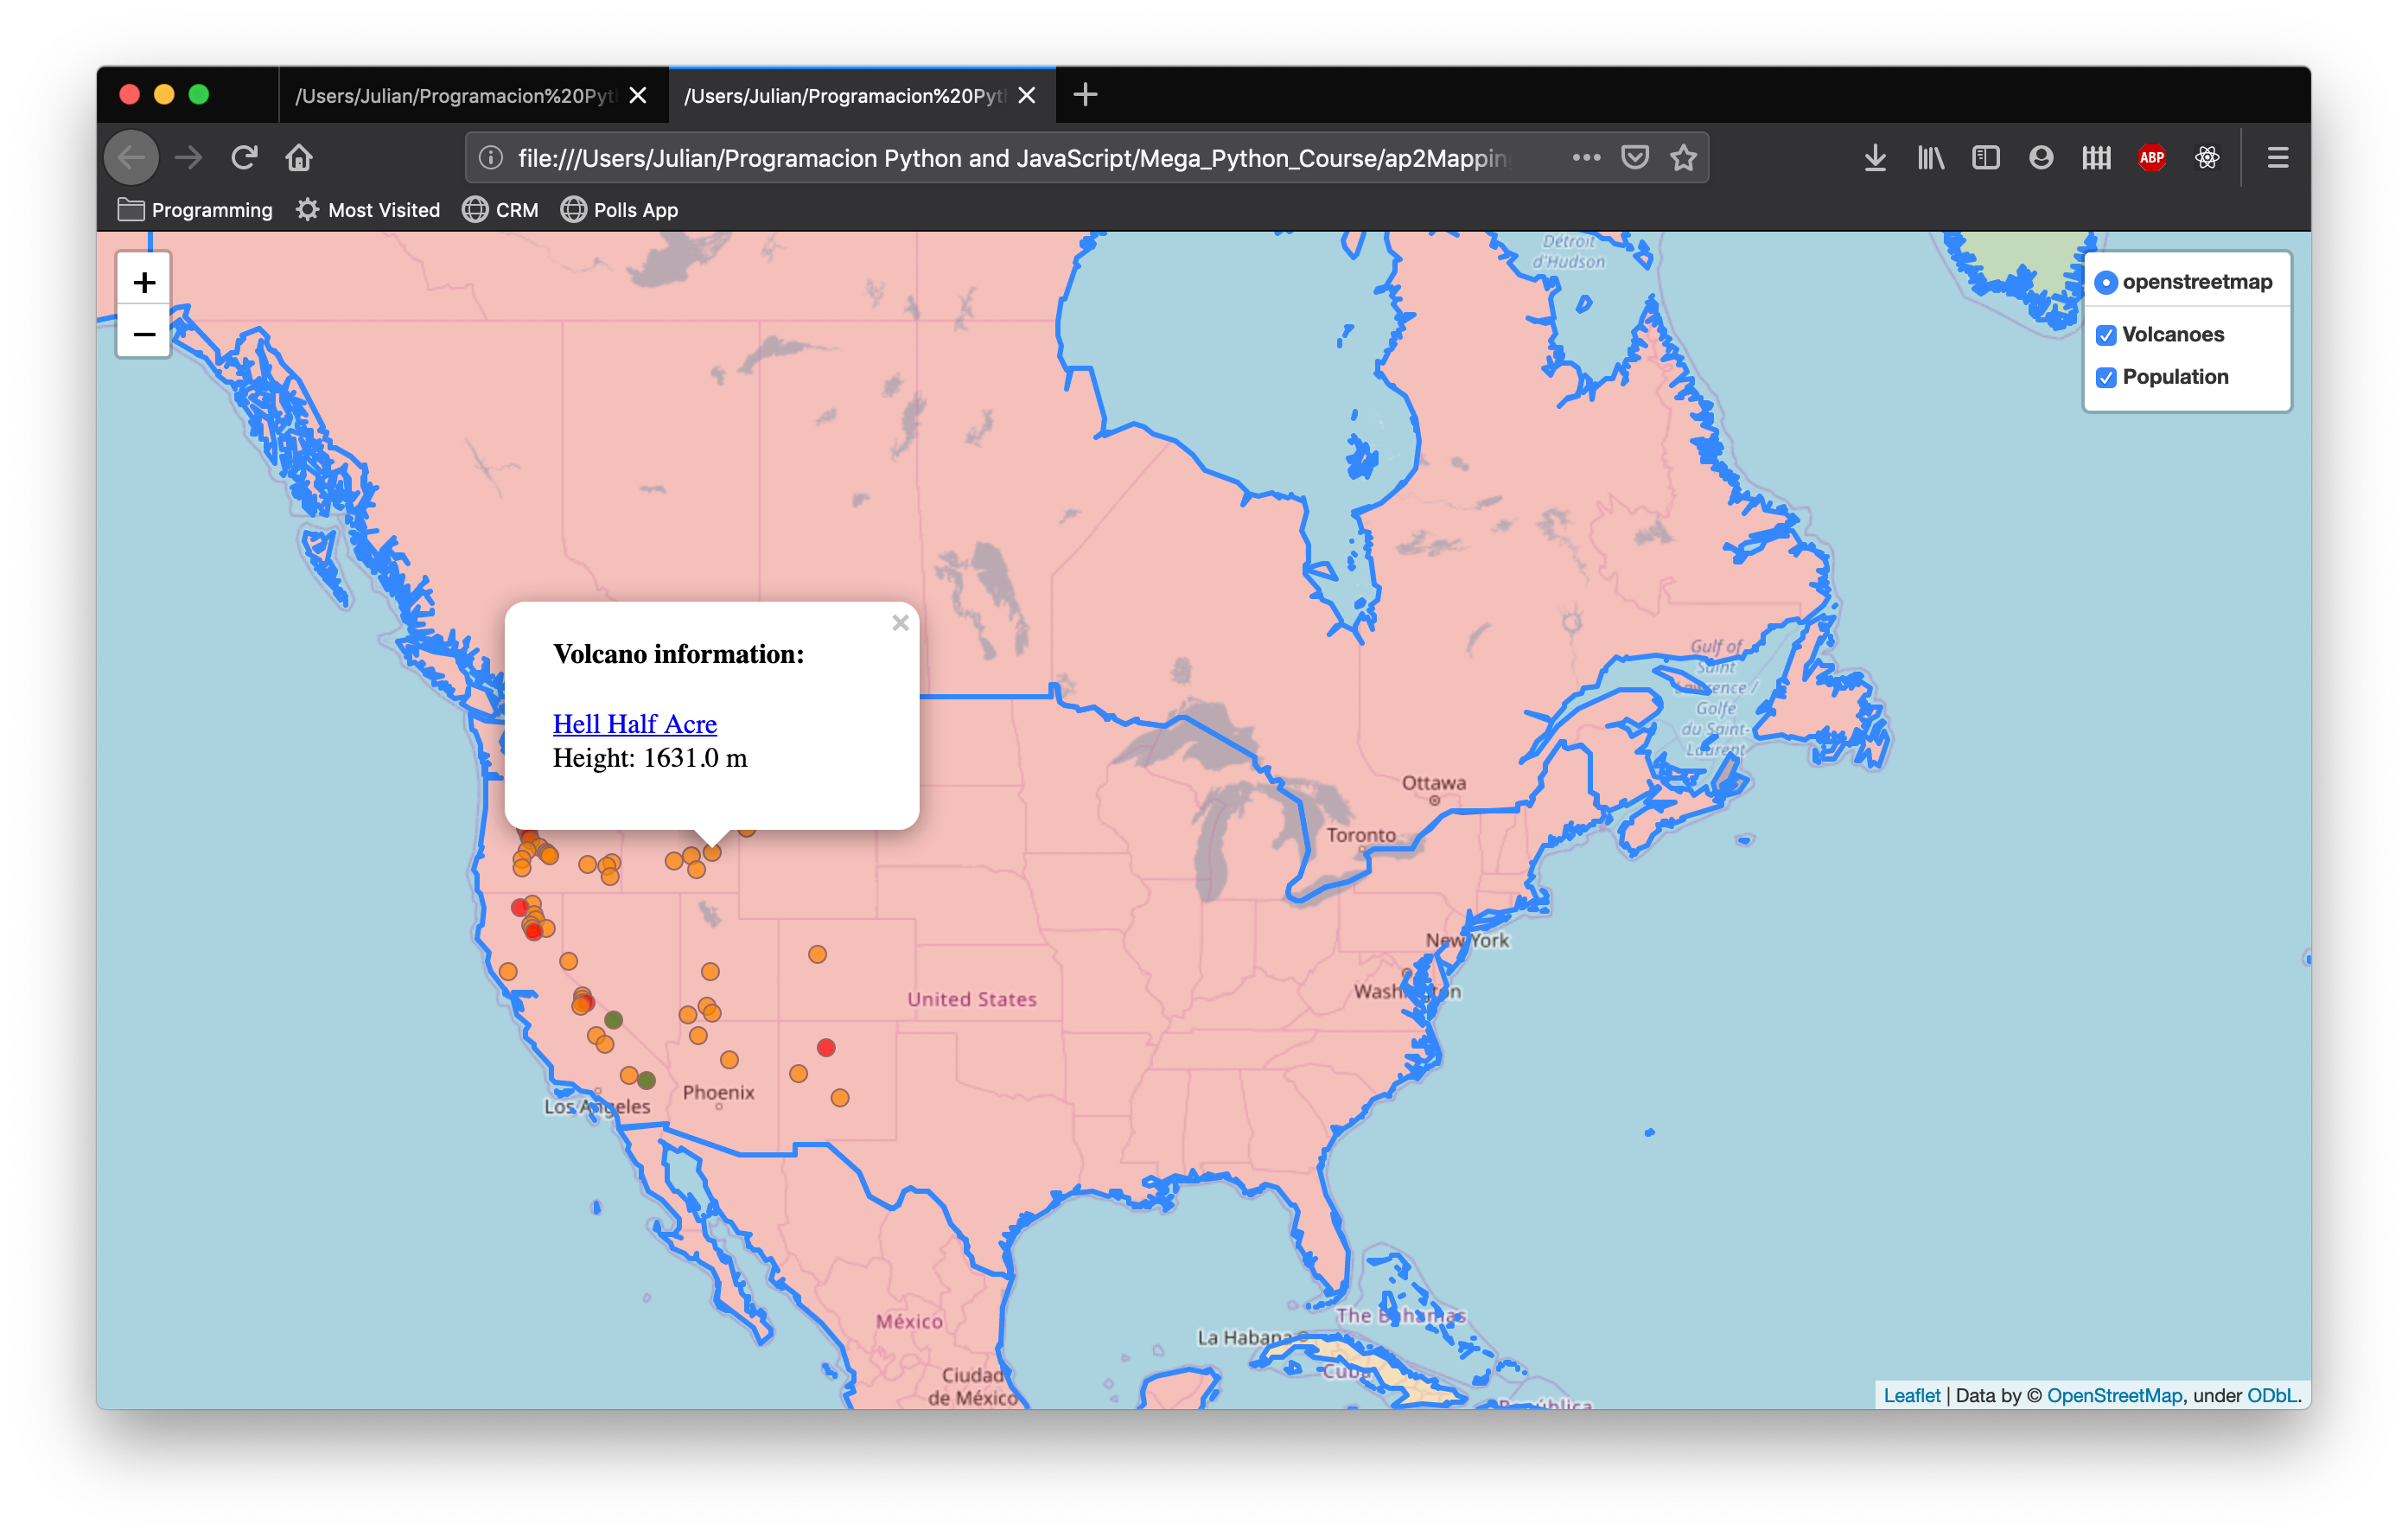 /Users/Julian/Programacion%20Pyt
/Users/Julian/Programacion%20Pyt
file:///Users/Julian/Programacion Python and JavaScript/Mega_Python_Course/ap2Mapping
ABP
Programming
Most Visited
CRM
Polls App
+
−
Détroit
d'Hudson
openstreetmap
Volcanoes
Population
Volcano information:
Hell Half Acre
Height: 1631.0 m
Gulf of
Saint
Lawrence /
Golfe
du Saint-
Laurent
Ottawa
Toronto
New York
Washington
United States
Phoenix
Los Angeles
México
Ciudad
de México
The Bahamas
La Habana
Cuba
República
Leaflet | Data by © OpenStreetMap, under ODbL.